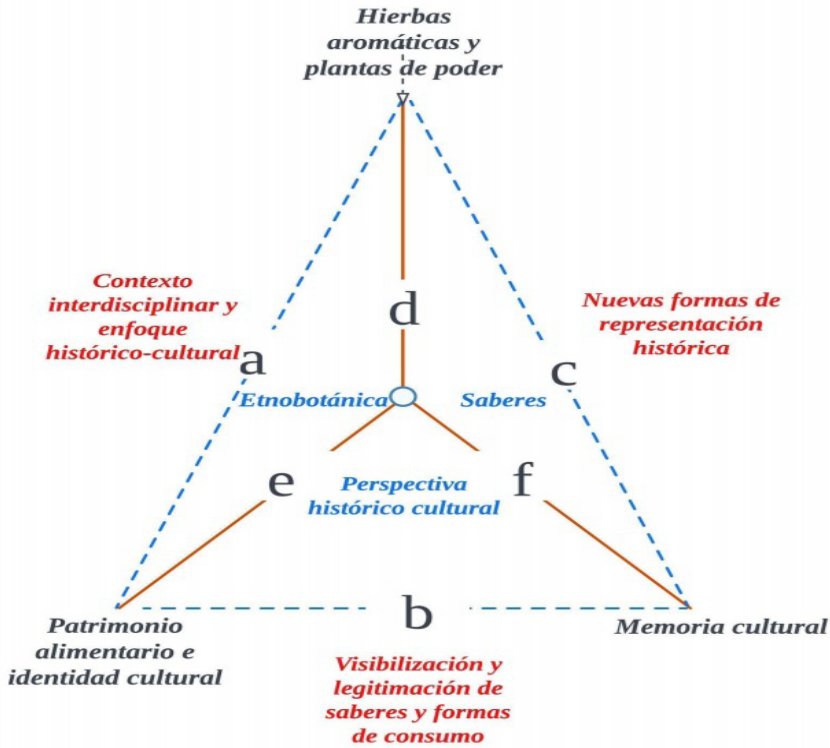 Hierbas
aromáticas y
plantas de poder
Contexto
interdisciplinar y
enfoque
histórico-cultural
a
d
Nuevas formas de
representación
histórica
c
Etnobotánica
Saberes
e
Perspectiva
histórico cultural
f
Patrimonio
alimentario e
identidad cultural
b
Memoria cultural
Visibilización y
legitimación de
saberes y formas
de consumo